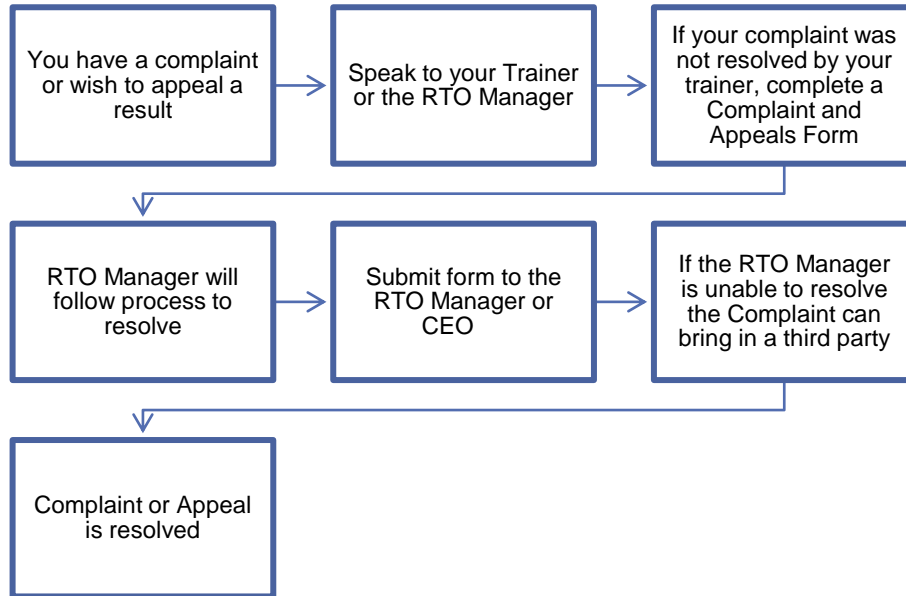 You have a complaint
or wish to appeal a
result
Speak to your Trainer
or the RTO Manager
If your complaint was
not resolved by your
trainer, complete a
Complaint and
Appeals Form
RTO Manager will
follow process to
resolve
Submit form to the
RTO Manager or
CEO
If the RTO Manager
is unable to resolve
the Complaint can
bring in a third party
Complaint or Appeal
is resolved